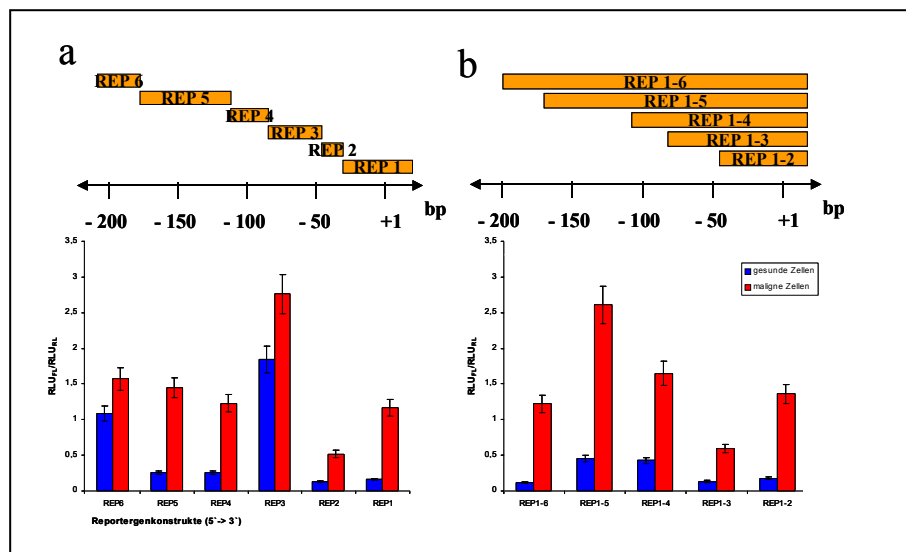 a
REP 6
REP 5
REP 4
REP 3
REP 2
REP 1
bp
- 200 - 150 - 100 - 50 +1
3,5
3
2,5
2
1,5
1
0,5
0
RLU_FL/RLU_RL
REP6 REP5 REP4 REP3 REP2 REP1
Reportergenkonstrukte (5`-> 3`)
b
REP 1-6
REP 1-5
REP 1-4
REP 1-3
REP 1-2
bp
- 200 - 150 - 100 - 50 +1
3,5
3
2,5
2
1,5
1
0,5
0
RLU_FL/RLU_RL
gesunde Zellen
maligne Zellen
REP1-6 REP1-5 REP1-4 REP1-3 REP1-2